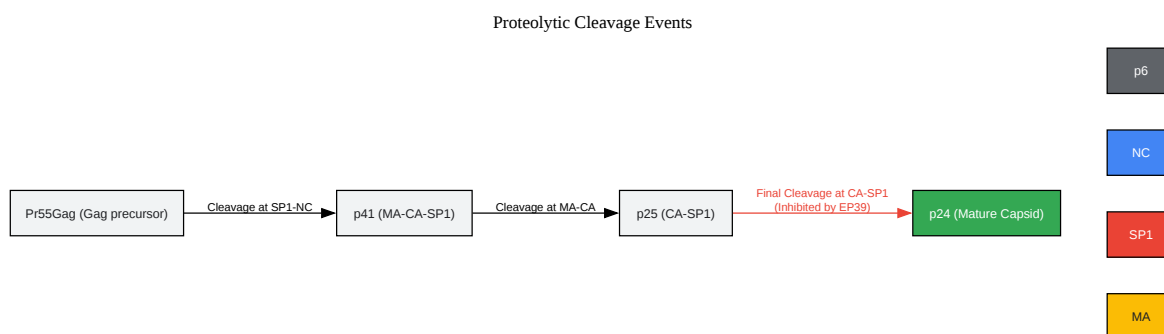 Proteolytic Cleavage Events
p6
NC
Pr55Gag (Gag precursor)
Cleavage at SP1-NC
p41 (MA-CA-SP1)
Cleavage at MA-CA
p25 (CA-SP1)
Final Cleavage at CA-SP1
(Inhibited by EP39)
p24 (Mature Capsid)
SP1
MA